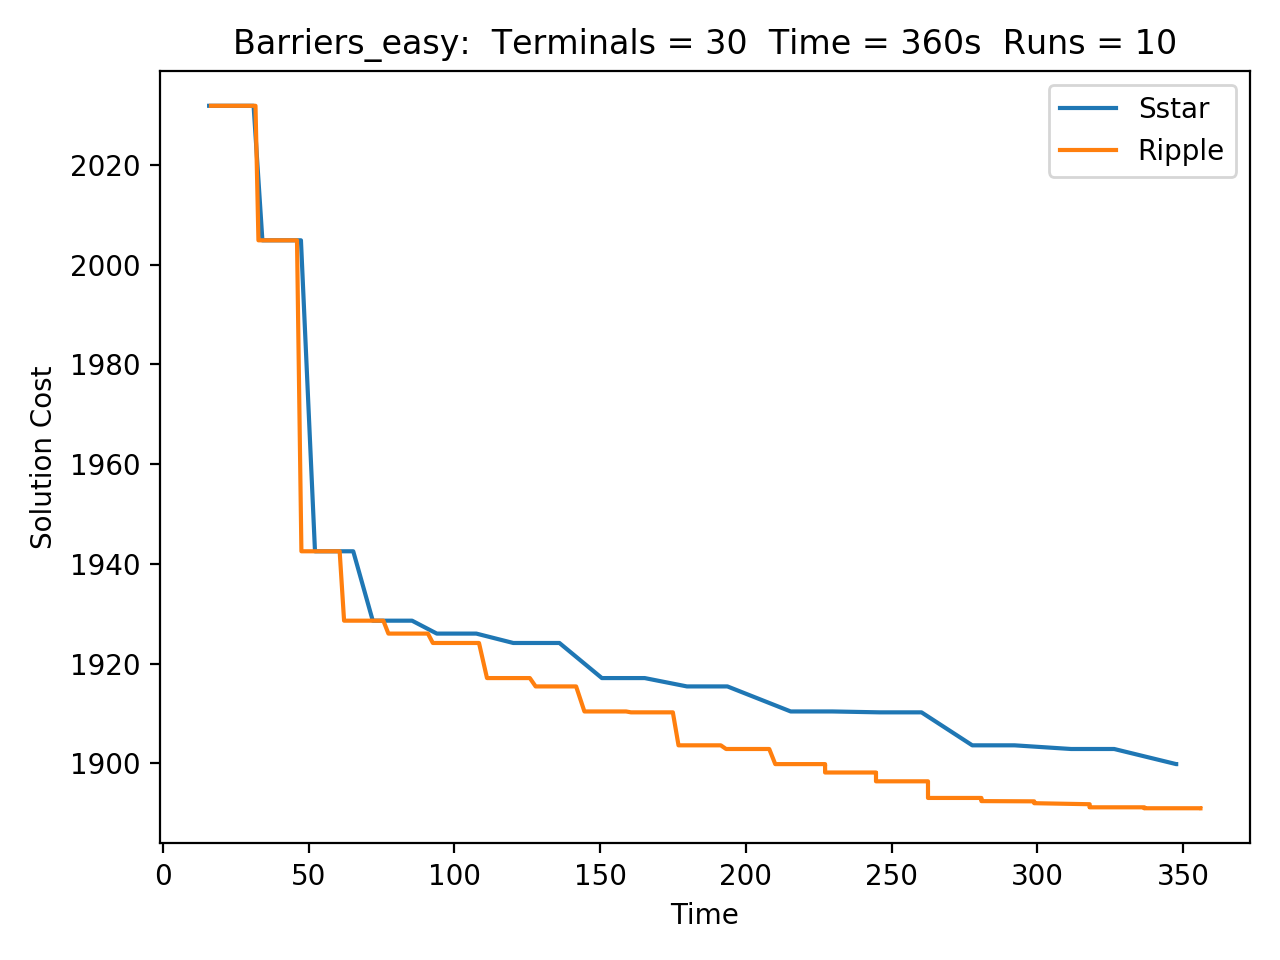 Barriers_easy:  Terminals = 30  Time = 360s  Runs = 10
Sstar
Ripple
Solution Cost
2020
2000
1980
1960
1940
1920
1900
0 50 100 150 200 250 300 350
Time